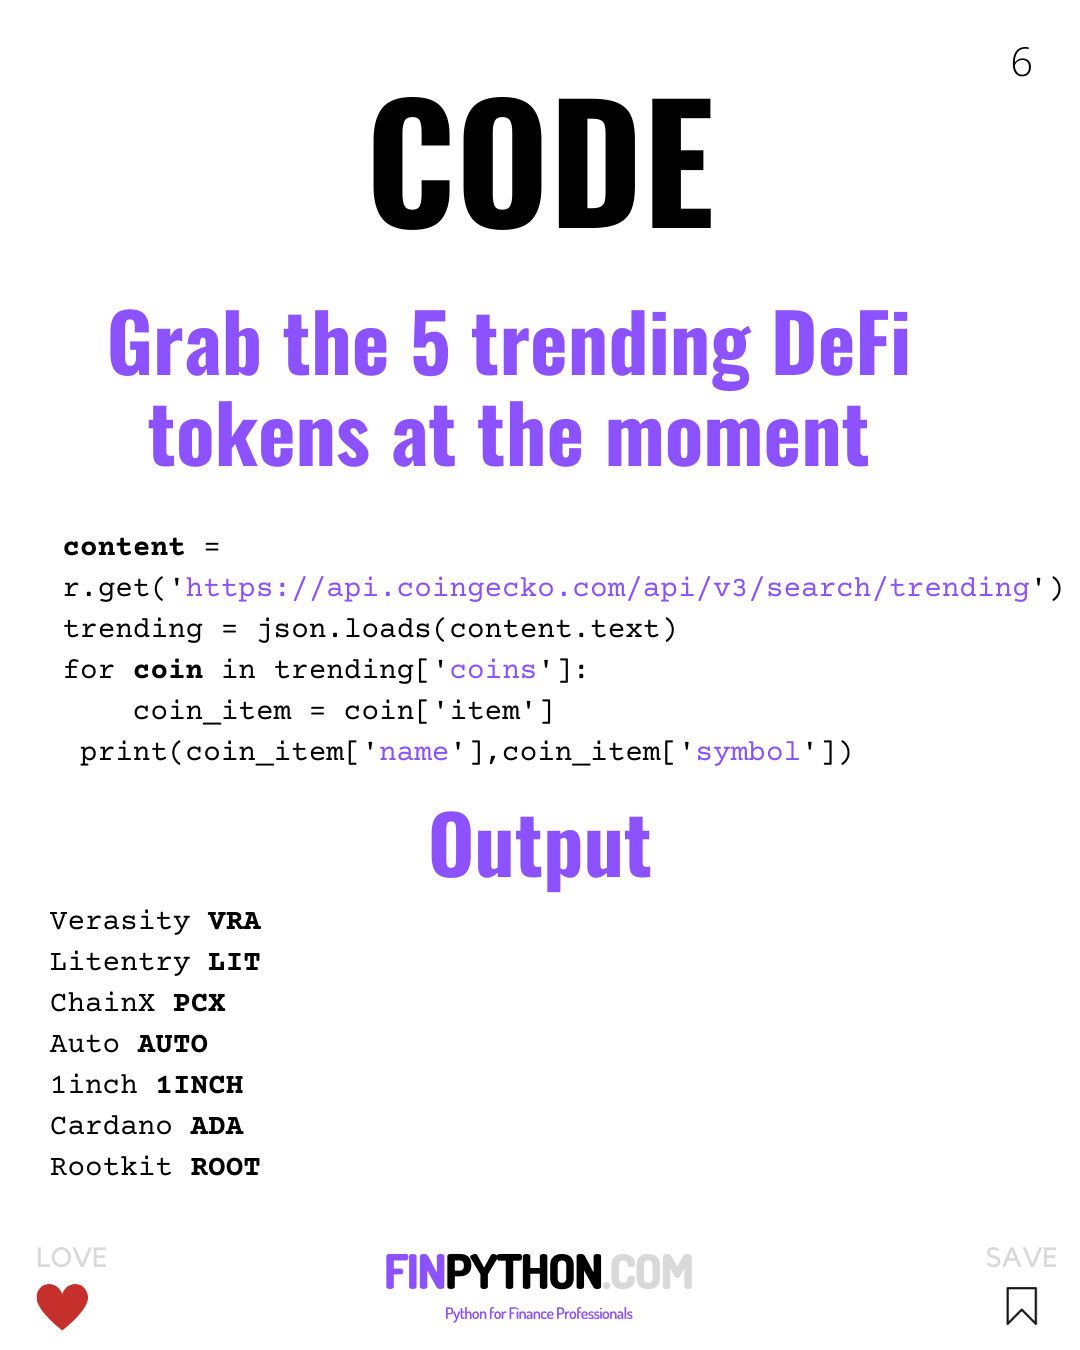 6
CODE
Grab the 5 trending DeFi
tokens at the moment
content =
r.get('https://api.coingecko.com/api/v3/search/trending')
trending = json.loads(content.text)
for coin in trending['coins']:
    coin_item = coin['item']
 print(coin_item['name'],coin_item['symbol'])
Output
Verasity VRA
Litentry LIT
ChainX PCX
Auto AUTO
1inch 1INCH
Cardano ADA
Rootkit ROOT
LOVE
FINPYTHON.COM
SAVE
Python for Finance Professionals